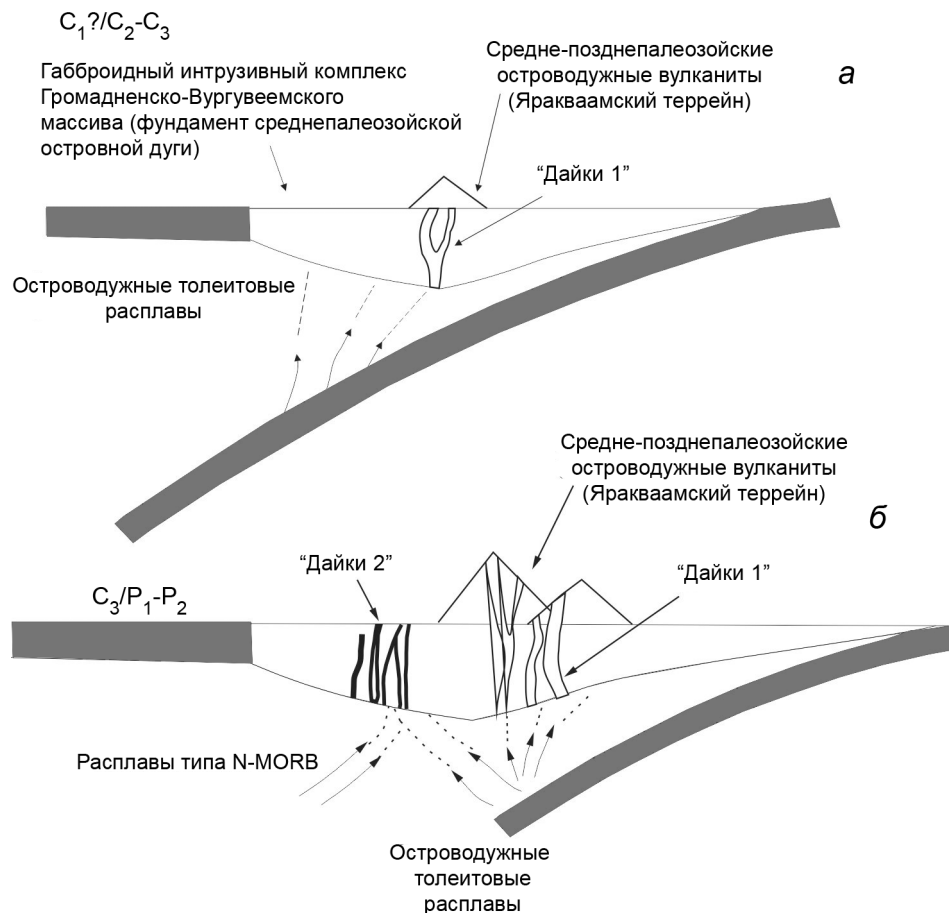 C₁?/C₂-C₃
Габброидный интрузивный комплекс
Громадненско-Вургувеемского
массива (фундамент среднепалеозойской
островной дуги)
Средне-позднепалеозойские
островодужные вулканиты
(Яракваамский террейн)
а
“Дайки 1”
Островодужные толеитовые
расплавы
Средне-позднепалеозойские
островодужные вулканиты
(Яракваамский террейн)
б
“Дайки 2”
“Дайки 1”
C₃/P₁-P₂
Расплавы типа N-MORB
Островодужные
толеитовые
расплавы